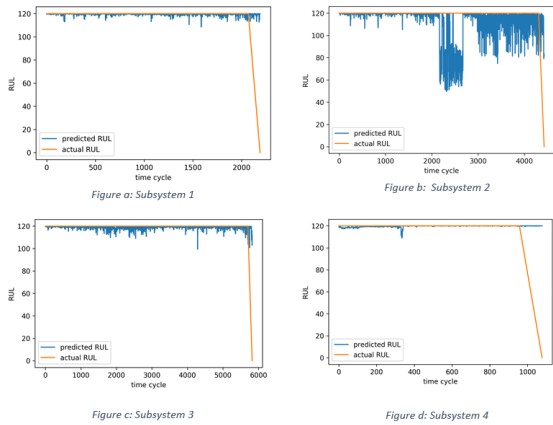 120
100
80
60
40
20
0
RUL
predicted RUL
actual RUL
0 500 1000 1500 2000
time cycle
Figure a: Subsystem 1
120
100
80
60
40
20
0
RUL
predicted RUL
actual RUL
0 1000 2000 3000 4000
time cycle
Figure b: Subsystem 2
120
100
80
60
40
20
0
RUL
predicted RUL
actual RUL
0 1000 2000 3000 4000 5000 6000
time cycle
Figure c: Subsystem 3
120
100
80
60
40
20
0
RUL
predicted RUL
actual RUL
0 200 400 600 800 1000
time cycle
Figure d: Subsystem 4